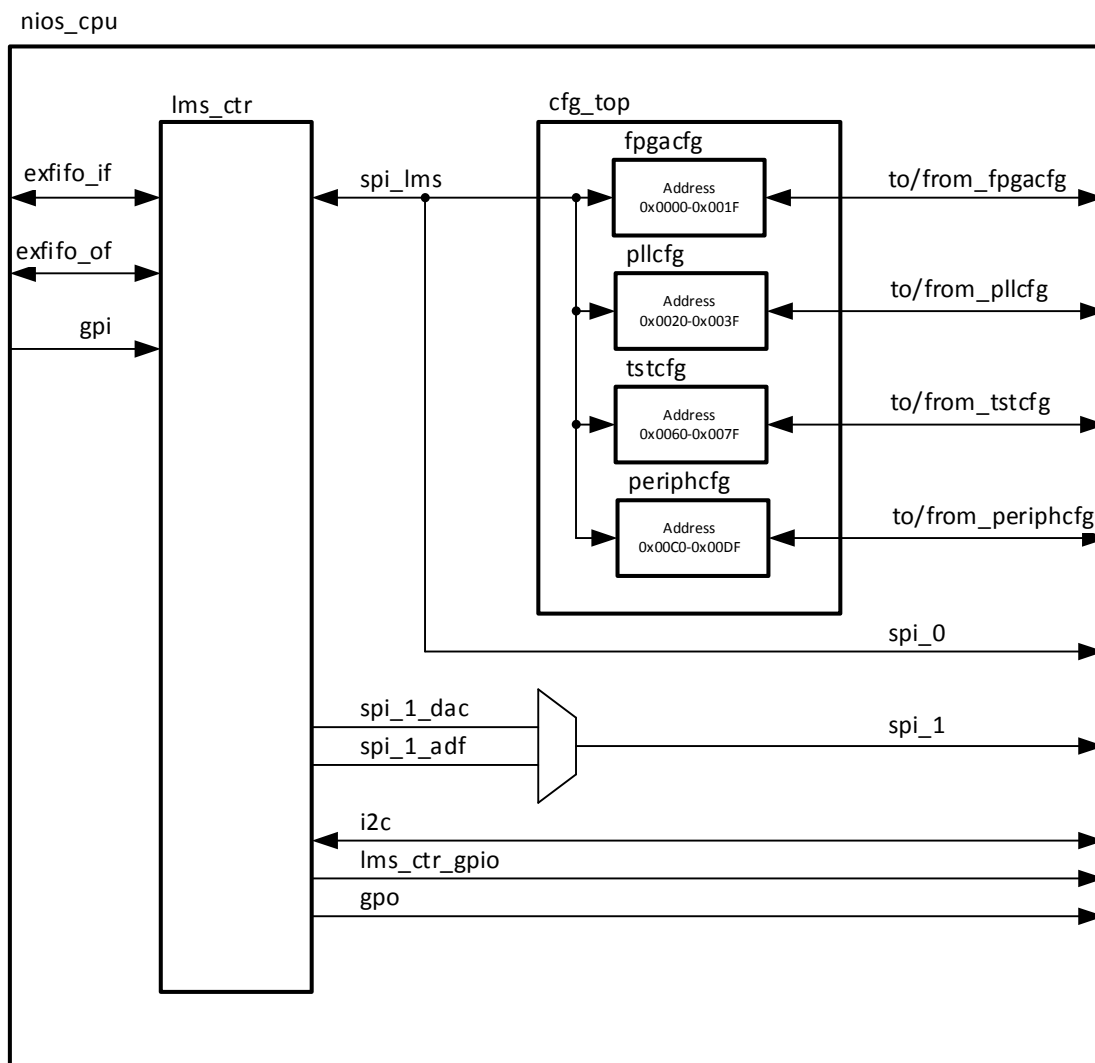 nios_cpu
lms_ctr
cfg_top
fpgacfg
exfifo_if
spi_lms
Address
0x0000-0x001F
to/from_fpgacfg
exfifo_of
pllcfg
Address
0x0020-0x003F
to/from_pllcfg
gpi
tstcfg
Address
0x0060-0x007F
to/from_tstcfg
periphcfg
Address
0x00C0-0x00DF
to/from_periphcfg
spi_0
spi_1_dac
spi_1_adf
spi_1
i2c
lms_ctr_gpio
gpo